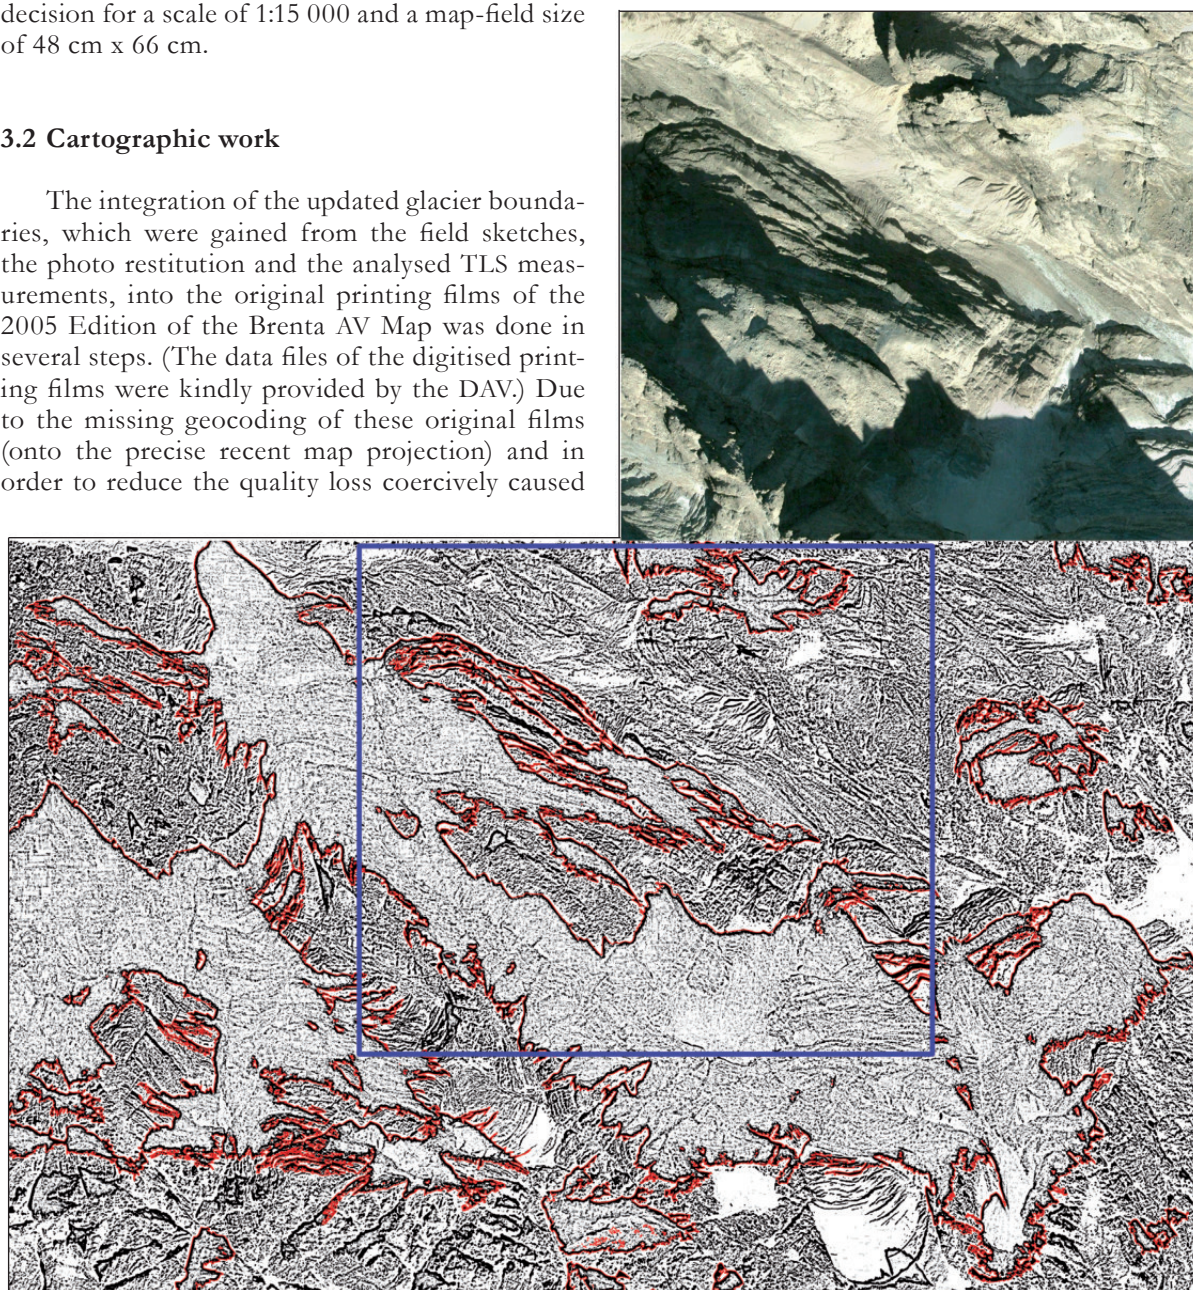 decision for a scale of 1:15 000 and a map-field size
of 48 cm x 66 cm.
3.2 Cartographic work
The integration of the updated glacier bounda-
ries, which were gained from the field sketches,
the photo restitution and the analysed TLS meas-
urements, into the original printing films of the
2005 Edition of the Brenta AV Map was done in
several steps. (The data files of the digitised print-
ing films were kindly provided by the DAV.) Due
to the missing geocoding of these original films
(onto the precise recent map projection) and in
order to reduce the quality loss coercively caused